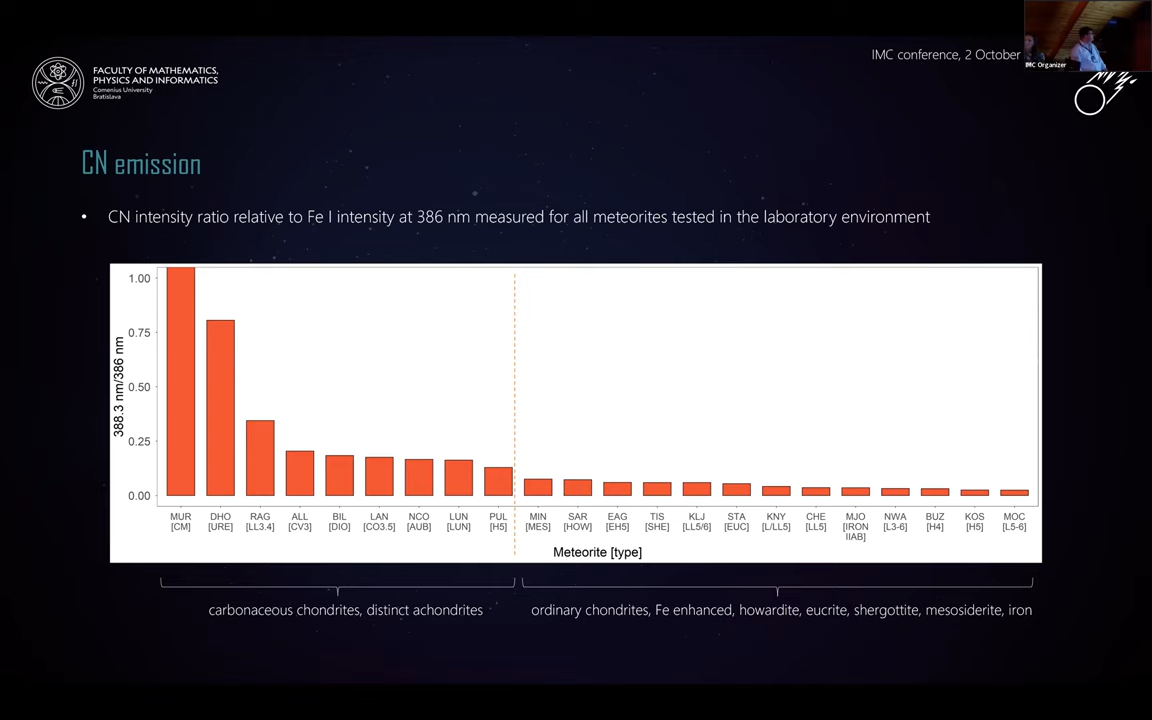 FACULTY OF MATHEMATICS,
PHYSICS AND INFORMATICS
Comenius University
Bratislava
IMC conference, 2 October
IMC Organizer
CN emission
• CN intensity ratio relative to Fe I intensity at 386 nm measured for all meteorites tested in the laboratory environment
388.3 nm/386 nm
1.00
0.75
0.50
0.25
0.00
MUR DHO RAG ALL BIL LAN NCO LUN PUL MIN SAR EAG TIS KLJ STA KNY CHE MJO NWA BUZ KOS MOC
[CM] [URE] [LL3.4] [CV3] [DIO] [CO3.5] [AUB] [LUN] [H5] [MES] [HOW] [EH5] [SHE] [LL5/6] [EUC] [L/LL5] [LL5] [IRON [L3-6] [H4] [H5] [L5-6]
IIAB]
Meteorite [type]
carbonaceous chondrites, distinct achondrites
ordinary chondrites, Fe enhanced, howardite, eucrite, shergottite, mesosiderite, iron